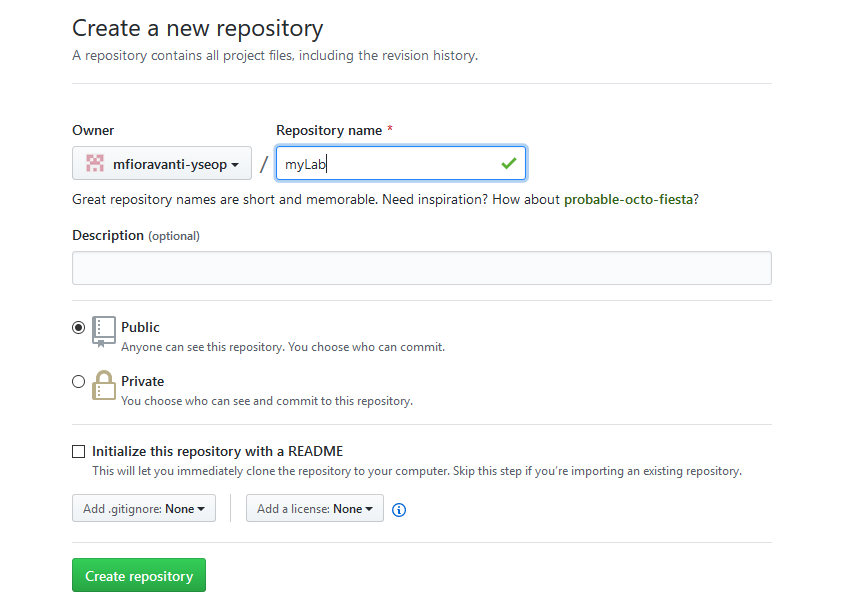 Create a new repository
A repository contains all project files, including the revision history.
Owner
Repository name *
mfioravanti-yseop / myLab
Great repository names are short and memorable. Need inspiration? How about probable-octo-fiesta?
Description (optional)
Public
Anyone can see this repository. You choose who can commit.
Private
You choose who can see and commit to this repository.
Initialize this repository with a README
This will let you immediately clone the repository to your computer. Skip this step if you’re importing an existing repository.
Add .gitignore: None
Add a license: None
Create repository